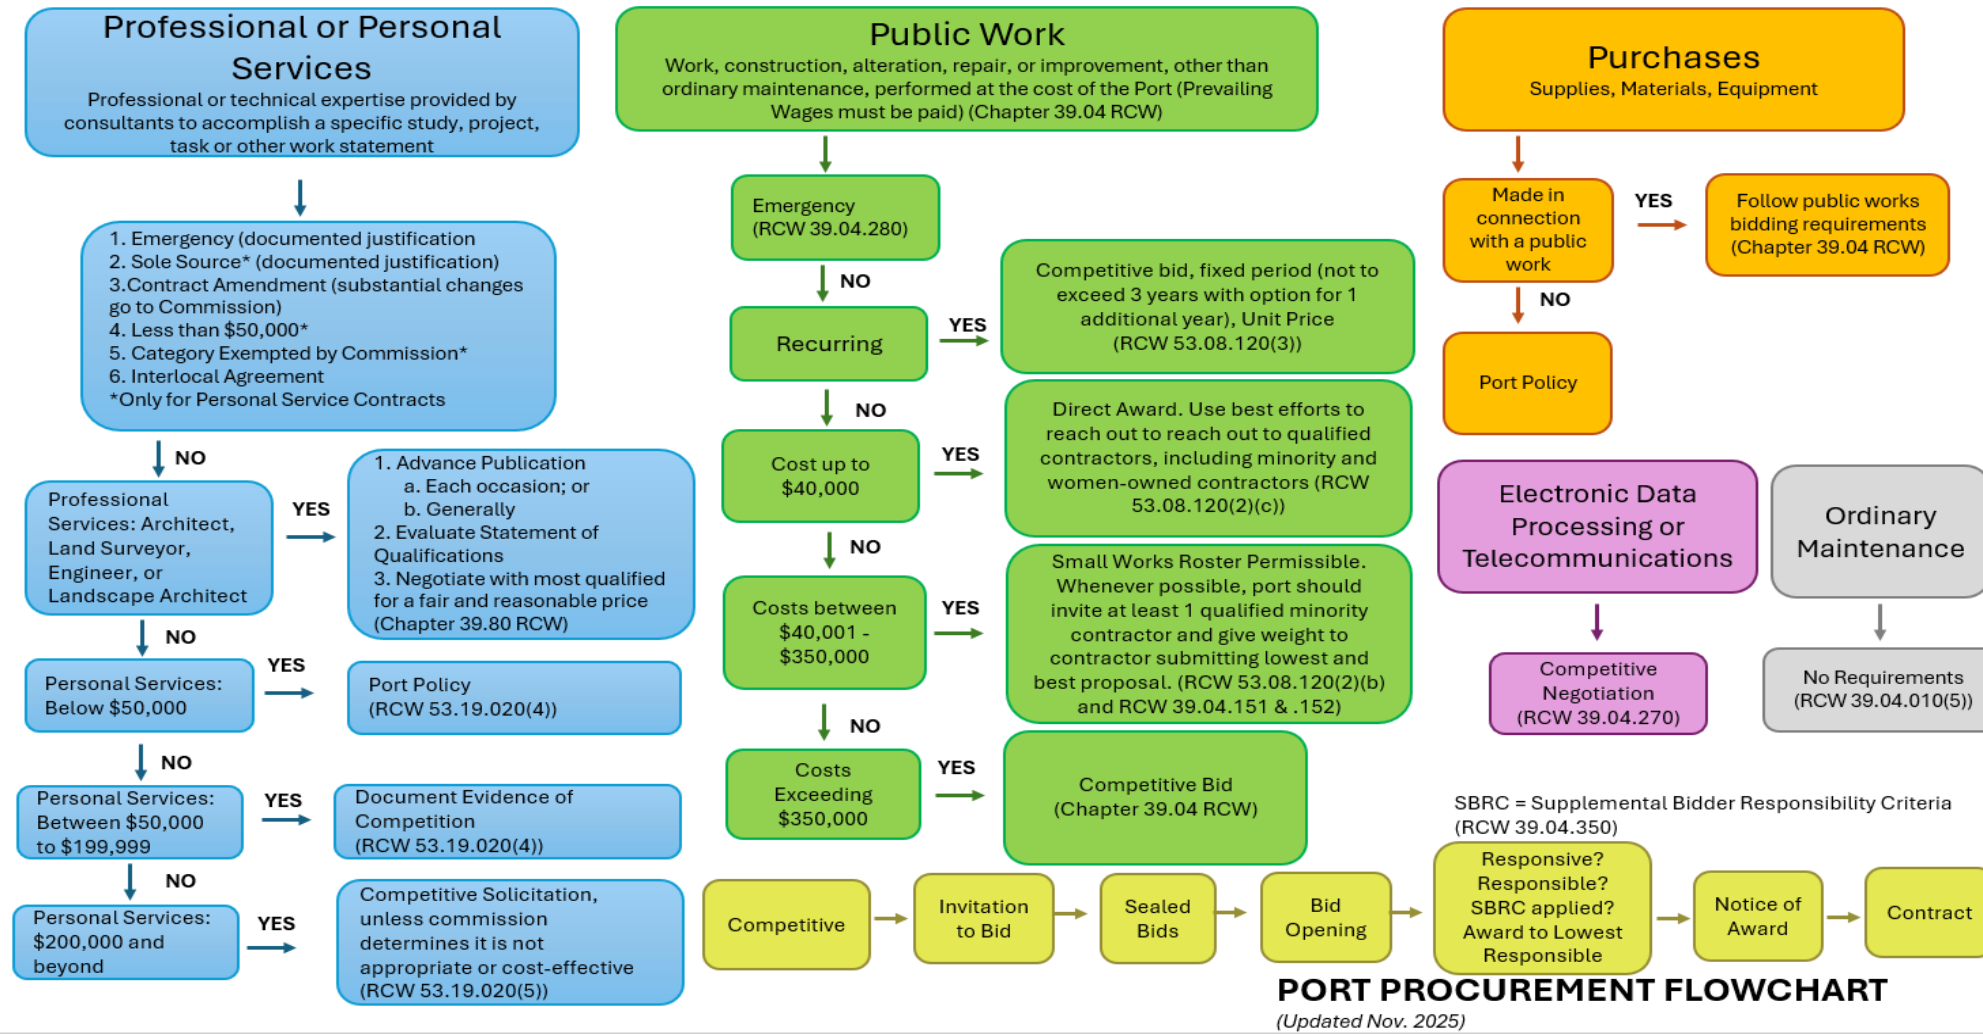 Professional or Personal
Services
Professional or technical expertise provided by
consultants to accomplish a specific study, project,
task or other work statement
1. Emergency (documented justification
2. Sole Source* (documented justification)
3.Contract Amendment (substantial changes
go to Commission)
4. Less than $50,000*
5. Category Exempted by Commission*
6. Interlocal Agreement
*Only for Personal Service Contracts
NO
Professional
Services: Architect,
Land Surveyor,
Engineer, or
Landscape Architect
YES
1. Advance Publication
a. Each occasion; or
b. Generally
2. Evaluate Statement of
Qualifications
3. Negotiate with most qualified
for a fair and reasonable price
(Chapter 39.80 RCW)
NO
Personal Services:
Below $50,000
YES
Port Policy
(RCW 53.19.020(4))
NO
Personal Services:
Between $50,000
to $199,999
YES
Document Evidence of
Competition
(RCW 53.19.020(4))
NO
Personal Services:
$200,000 and
beyond
YES
Competitive Solicitation,
unless commission
determines it is not
appropriate or cost-effective
(RCW 53.19.020(5))
Public Work
Work, construction, alteration, repair, or improvement, other than
ordinary maintenance, performed at the cost of the Port (Prevailing
Wages must be paid) (Chapter 39.04 RCW)
Emergency
(RCW 39.04.280)
NO
Recurring
YES
Competitive bid, fixed period (not to
exceed 3 years with option for 1
additional year), Unit Price
(RCW 53.08.120(3))
NO
Cost up to
$40,000
YES
Direct Award. Use best efforts to
reach out to reach out to qualified
contractors, including minority and
women-owned contractors (RCW
53.08.120(2)(c))
NO
Costs between
$40,001 -
$350,000
YES
Small Works Roster Permissible.
Whenever possible, port should
invite at least 1 qualified minority
contractor and give weight to
contractor submitting lowest and
best proposal. (RCW 53.08.120(2)(b)
and RCW 39.04.151 & .152)
NO
Costs
Exceeding
$350,000
YES
Competitive Bid
(Chapter 39.04 RCW)
Purchases
Supplies, Materials, Equipment
Made in
connection
with a public
work
YES
Follow public works
bidding requirements
(Chapter 39.04 RCW)
NO
Port Policy
Electronic Data
Processing or
Telecommunications
Competitive
Negotiation
(RCW 39.04.270)
Ordinary
Maintenance
No Requirements
(RCW 39.04.010(5))
SBRC = Supplemental Bidder Responsibility Criteria
(RCW 39.04.350)
Competitive
Invitation
to Bid
Sealed
Bids
Bid
Opening
Responsive?
Responsible?
SBRC applied?
Award to Lowest
Responsible
Notice of
Award
Contract
PORT PROCUREMENT FLOWCHART
(Updated Nov. 2025)